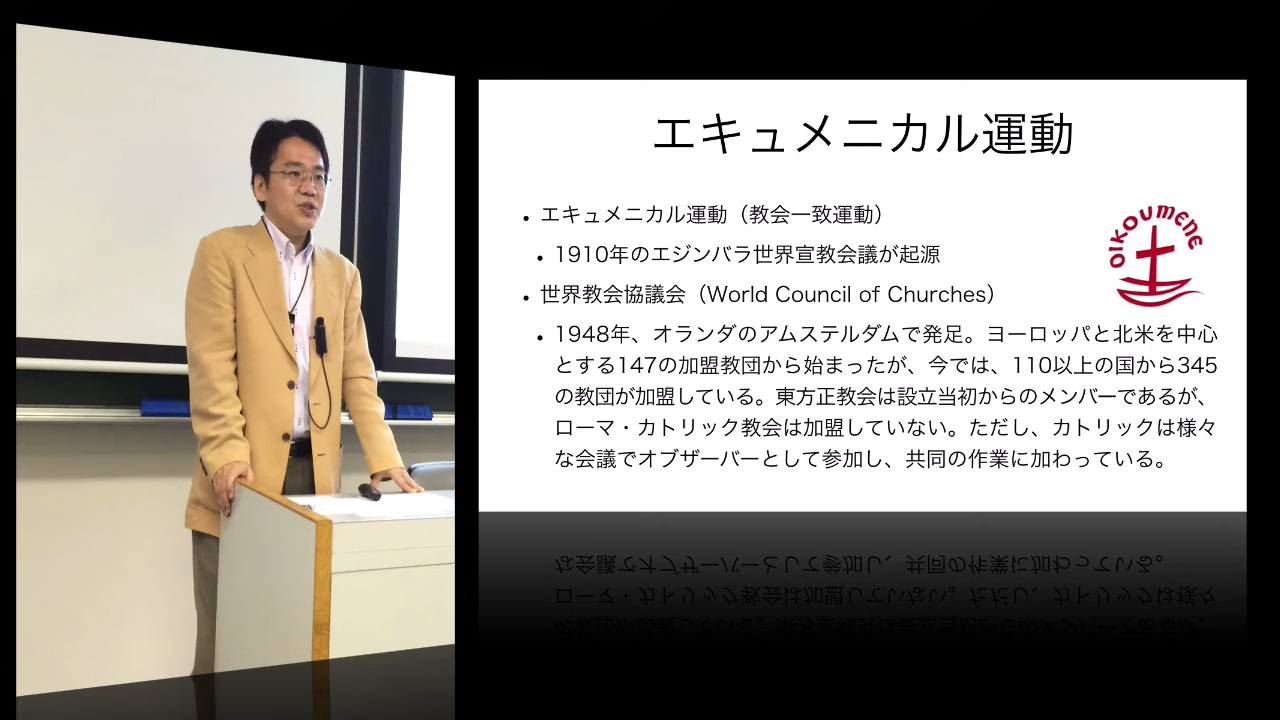 エキュメニカル運動
• エキュメニカル運動（教会一致運動）
• 1910年のエジンバラ世界宣教会議が起源
• 世界教会協議会（World Council of Churches）
• 1948年、オランダのアムステルダムで発足。ヨーロッパと北米を中心
とする147の加盟教団から始まったが、今では、110以上の国から345
の教団が加盟している。東方正教会は設立当初からのメンバーであるが、
ローマ・カトリック教会は加盟していない。ただし、カトリックは様々
な会議でオブザーバーとして参加し、共同の作業に加わっている。
OIKOUMENE